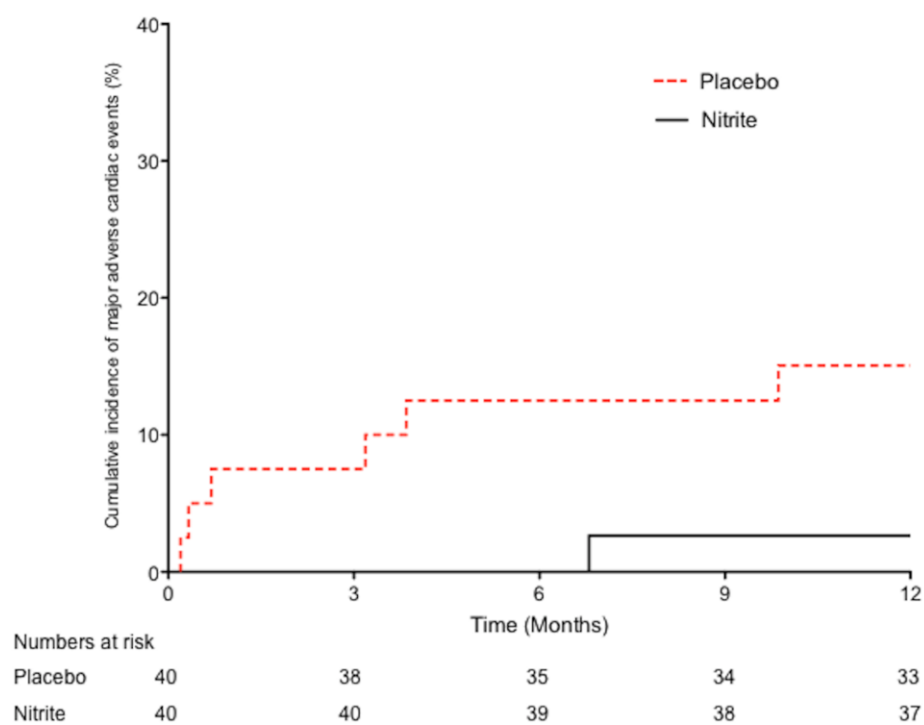 Cumulative incidence of major adverse cardiac events (%)
40
30
20
10
0
Placebo
Nitrite
0 3 6 9 12
Time (Months)
Numbers at risk
Placebo 40 38 35 34 33
Nitrite 40 40 39 38 37